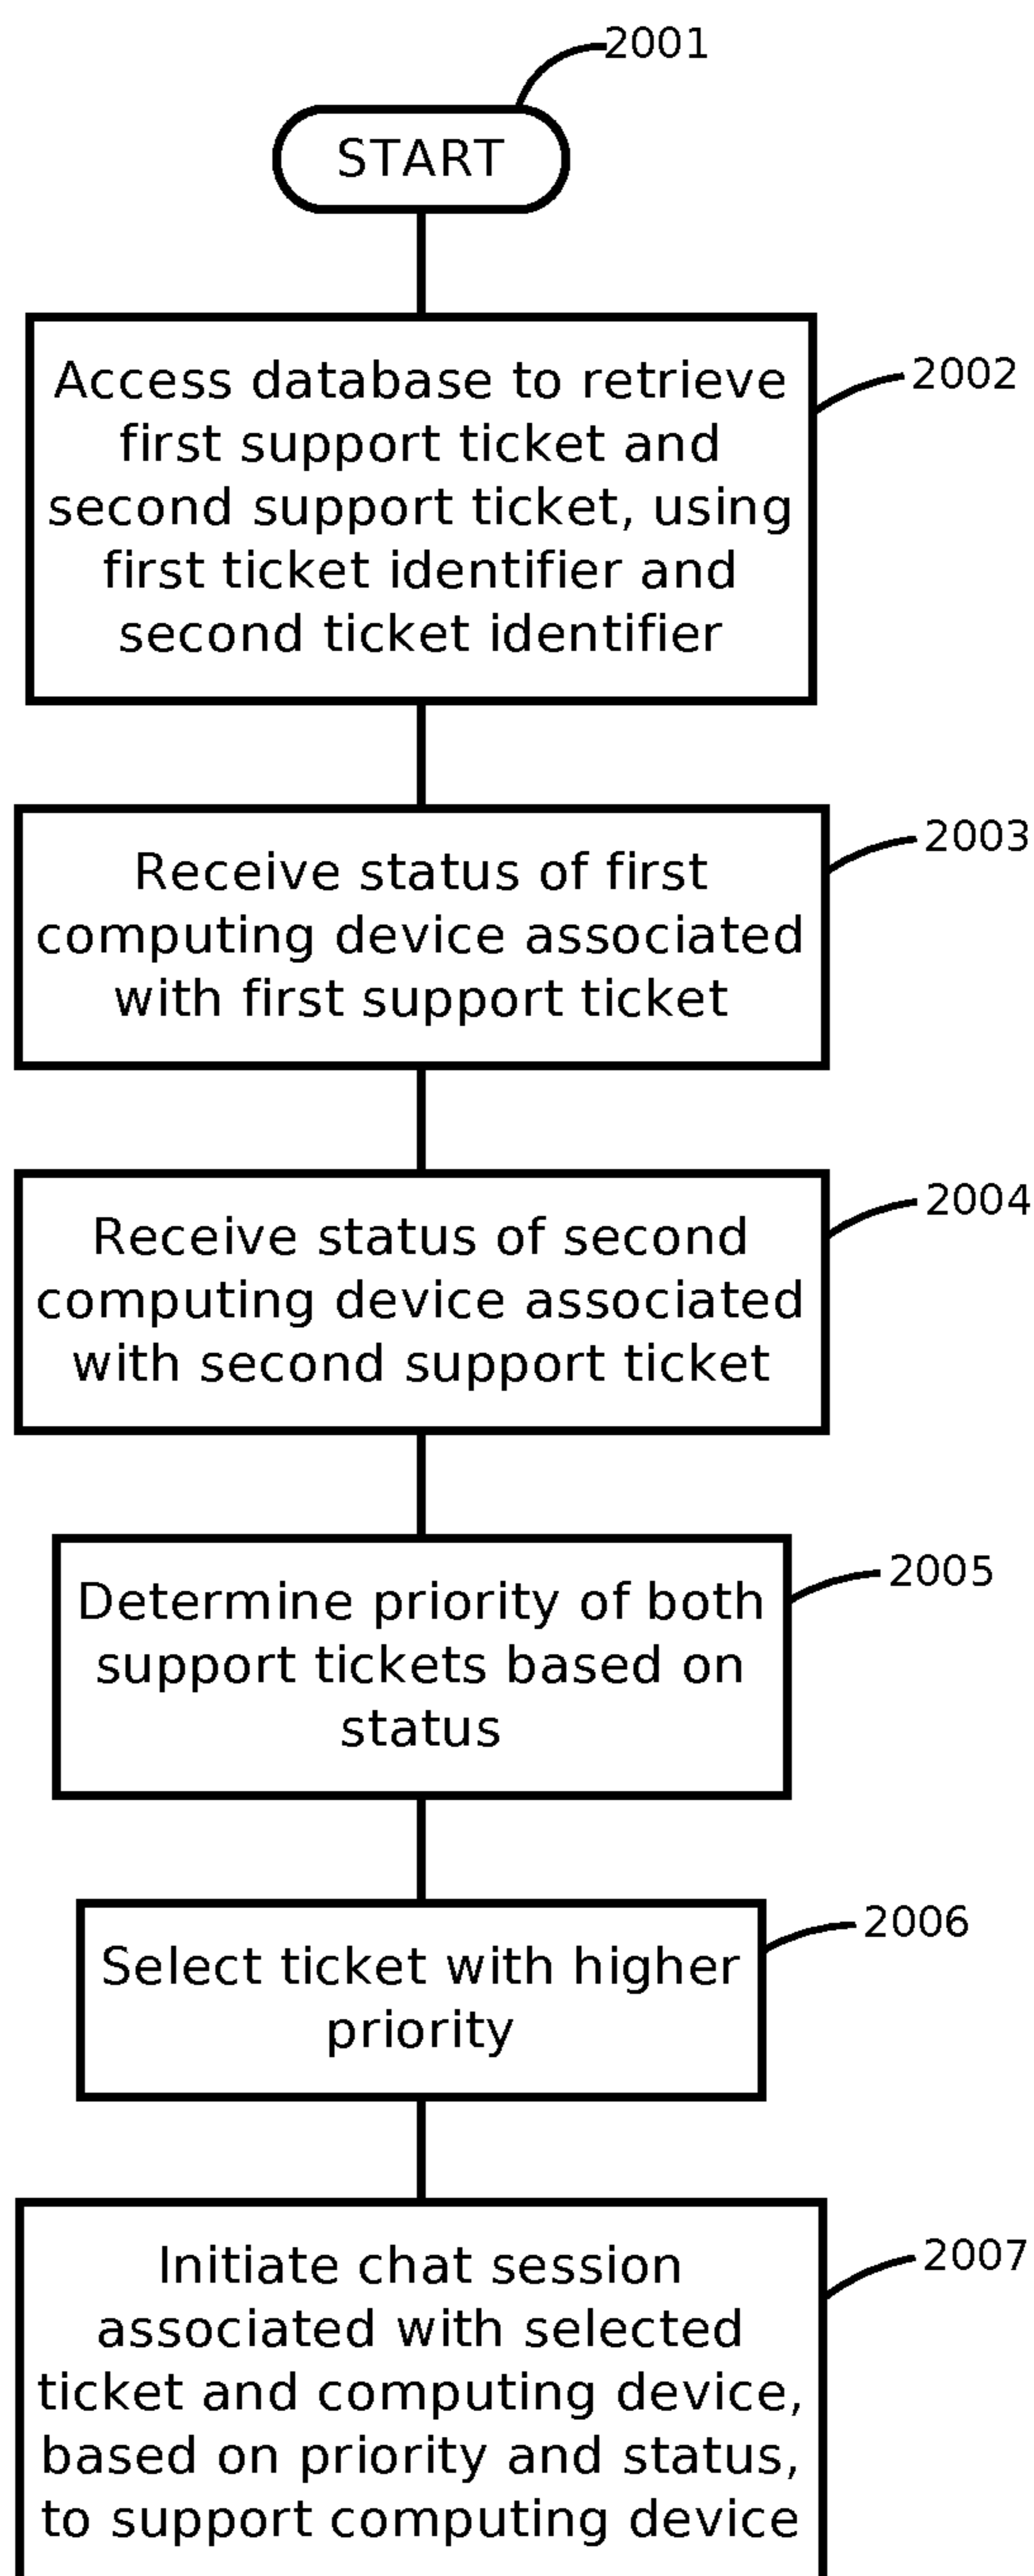 2001
START
2002
Access database to retrieve
first support ticket and
second support ticket, using
first ticket identifier and
second ticket identifier
2003
Receive status of first
computing device associated
with first support ticket
2004
Receive status of second
computing device associated
with second support ticket
2005
Determine priority of both
support tickets based on
status
2006
Select ticket with higher
priority
2007
Initiate chat session
associated with selected
ticket and computing device,
based on priority and status,
to support computing device